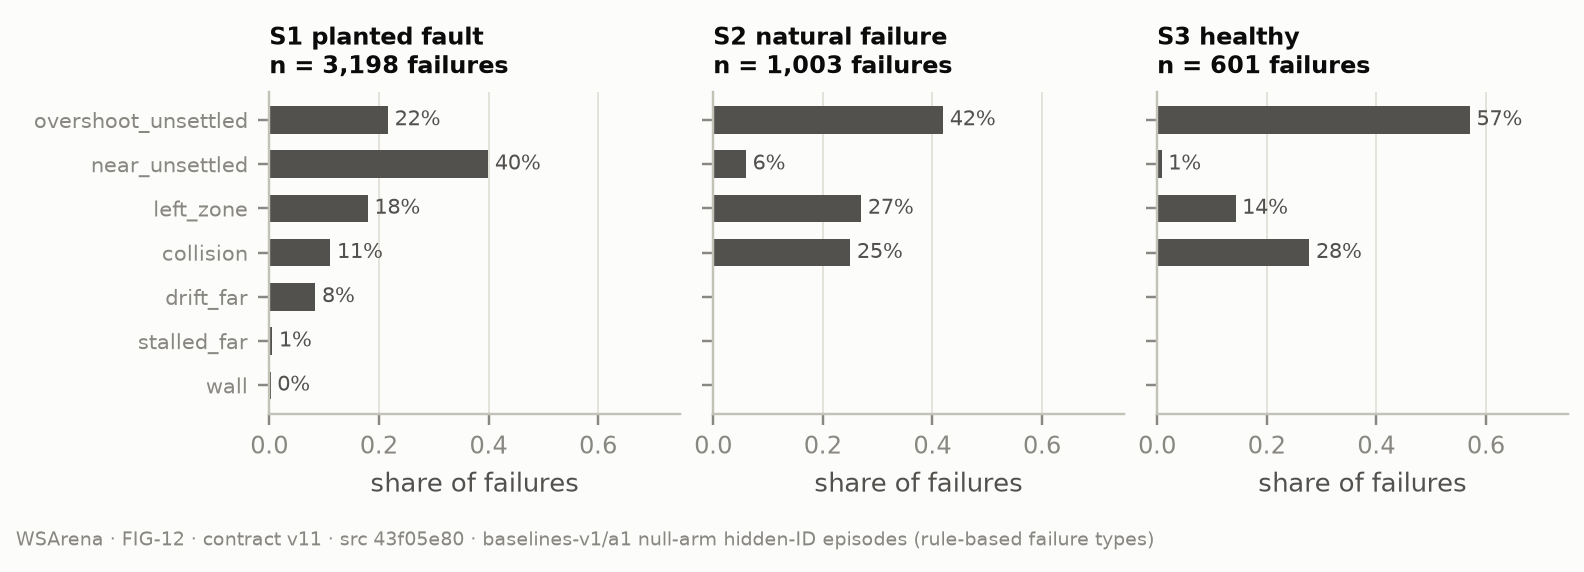 S1 planted fault
n = 3,198 failures
S2 natural failure
n = 1,003 failures
S3 healthy
n = 601 failures
overshoot_unsettled 22% 42% 57%
near_unsettled 40% 6% 1%
left_zone 18% 27% 14%
collision 11% 25% 28%
drift_far 8%
stalled_far 1%
wall 0%
0.0 0.2 0.4 0.6 0.0 0.2 0.4 0.6 0.0 0.2 0.4 0.6
share of failures share of failures share of failures
WSArena · FIG-12 · contract v11 · src 43f05e80 · baselines-v1/a1 null-arm hidden-ID episodes (rule-based failure types)